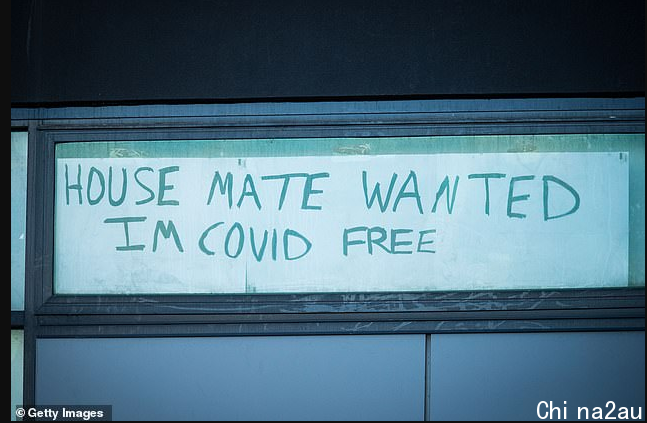 HOUSE MATE WANTED
IM COVID FREE
© Getty Images
Chi na2au